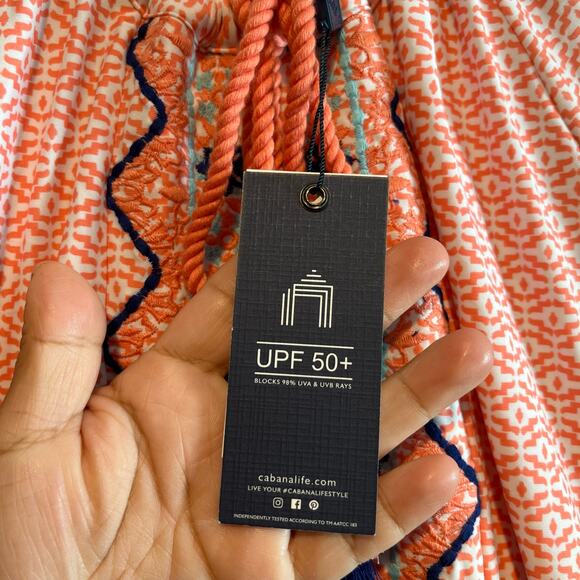 UPF 50+
BLOCKS 98% UVA & UVB RAYS
cabanalife.com
LIVE YOUR #CABANALIFESTYLE
INDEPENDENTLY TESTED ACCORDING TO TM AATCC 183